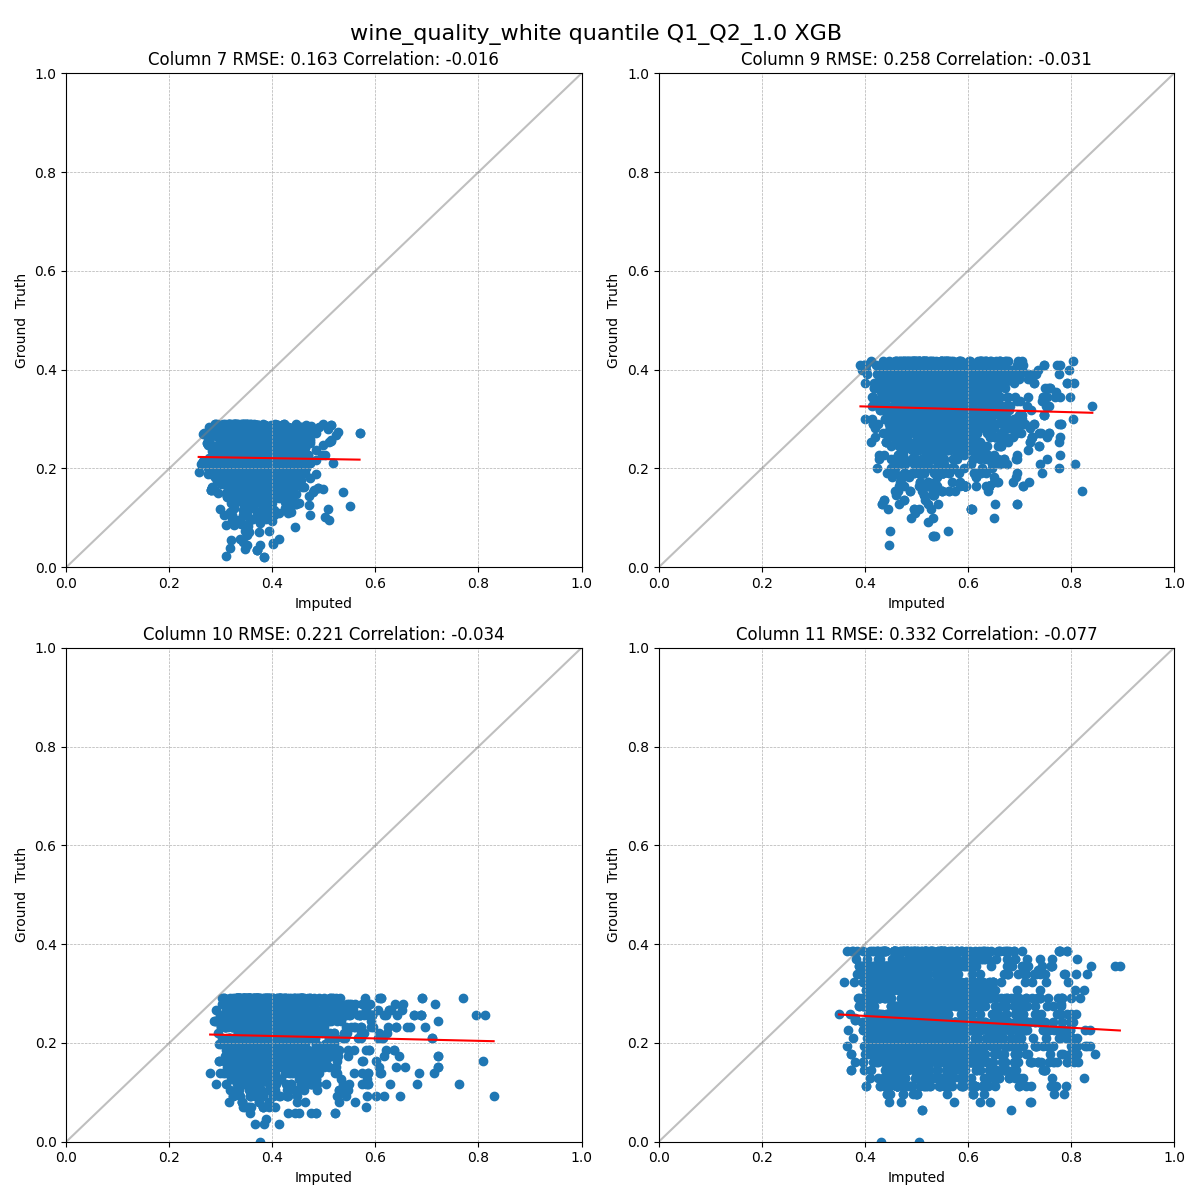 wine_quality_white quantile Q1_Q2_1.0 XGB
Column 7 RMSE: 0.163 Correlation: -0.016
Column 9 RMSE: 0.258 Correlation: -0.031
1.0
0.8
0.6
0.4
0.2
0.0
Ground Truth
0.0 0.2 0.4 0.6 0.8 1.0
Imputed
1.0
0.8
0.6
0.4
0.2
0.0
Ground Truth
0.0 0.2 0.4 0.6 0.8 1.0
Imputed
Column 10 RMSE: 0.221 Correlation: -0.034
Column 11 RMSE: 0.332 Correlation: -0.077
1.0
0.8
0.6
0.4
0.2
0.0
Ground Truth
0.0 0.2 0.4 0.6 0.8 1.0
Imputed
1.0
0.8
0.6
0.4
0.2
0.0
Ground Truth
0.0 0.2 0.4 0.6 0.8 1.0
Imputed